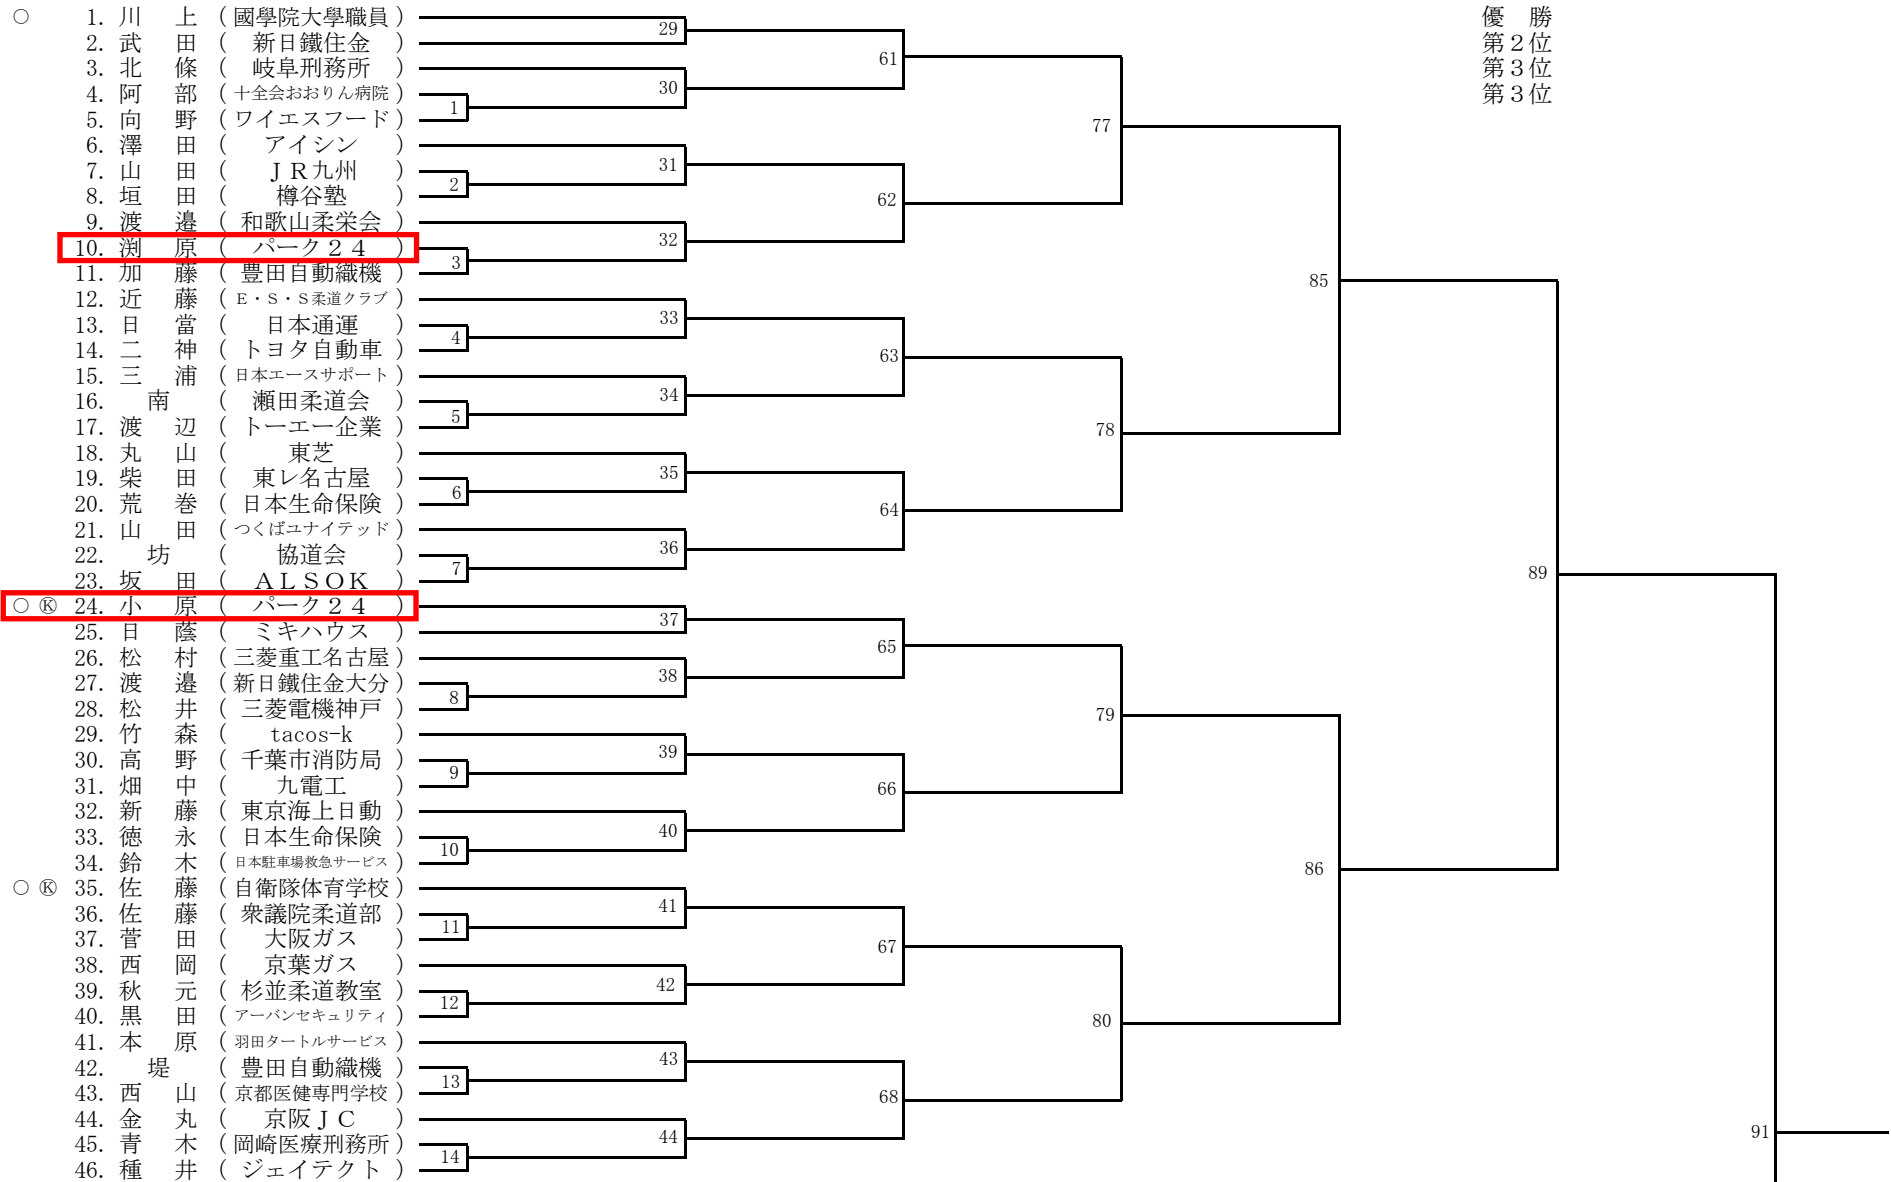 ○ 1. 川 上 ( 國學院大學職員 )
2. 武 田 ( 新日鐵住金 )
3. 北 條 ( 岐阜刑務所 )
4. 阿 部 ( 十全会おおりん病院 )
5. 向 野 ( ワイエスフード )
6. 澤 田 ( アイシン )
7. 山 田 ( ＪＲ九州 )
8. 垣 田 ( 樽谷塾 )
9. 渡 邉 ( 和歌山柔栄会 )
10. 渕 原 ( パーク２４ )
11. 加 藤 ( 豊田自動織機 )
12. 近 藤 ( Ｅ・Ｓ・Ｓ柔道クラブ )
13. 日 當 ( 日本通運 )
14. 二 神 ( トヨタ自動車 )
15. 三 浦 ( 日本エースサポート )
16. 南 ( 瀬田柔道会 )
17. 渡 辺 ( トーエー企業 )
18. 丸 山 ( 東芝 )
19. 柴 田 ( 東レ名古屋 )
20. 荒 巻 ( 日本生命保険 )
21. 山 田 ( つくばユナイテッド )
22. 坊 ( 協道会 )
23. 坂 田 ( ＡＬＳＯＫ )
○ Ⓚ 24. 小 原 ( パーク２４ )
25. 日 蔭 ( ミキハウス )
26. 松 村 ( 三菱重工名古屋 )
27. 渡 邉 ( 新日鐵住金大分 )
28. 松 井 ( 三菱電機神戸 )
29. 竹 森 ( tacos-k )
30. 高 野 ( 千葉市消防局 )
31. 畑 中 ( 九電工 )
32. 新 藤 ( 東京海上日動 )
33. 徳 永 ( 日本生命保険 )
34. 鈴 木 ( 日本駐車場救急サービス )
○ Ⓚ 35. 佐 藤 ( 自衛隊体育学校 )
36. 佐 藤 ( 衆議院柔道部 )
37. 菅 田 ( 大阪ガス )
38. 西 岡 ( 京葉ガス )
39. 秋 元 ( 杉並柔道教室 )
40. 黒 田 ( アーバンセキュリティ )
41. 本 原 ( 羽田タートルサービス )
42. 堤 ( 豊田自動織機 )
43. 西 山 ( 京都医健専門学校 )
44. 金 丸 ( 京阪ＪＣ )
45. 青 木 ( 岡崎医療刑務所 )
46. 種 井 ( ジェイテクト )
1
2
3
4
5
6
7
8
9
10
11
12
13
14
29
30
31
32
33
34
35
36
37
38
39
40
41
42
43
44
61
62
63
64
65
66
67
68
77
78
79
80
85
86
89
91
優 勝
第２位
第３位
第３位